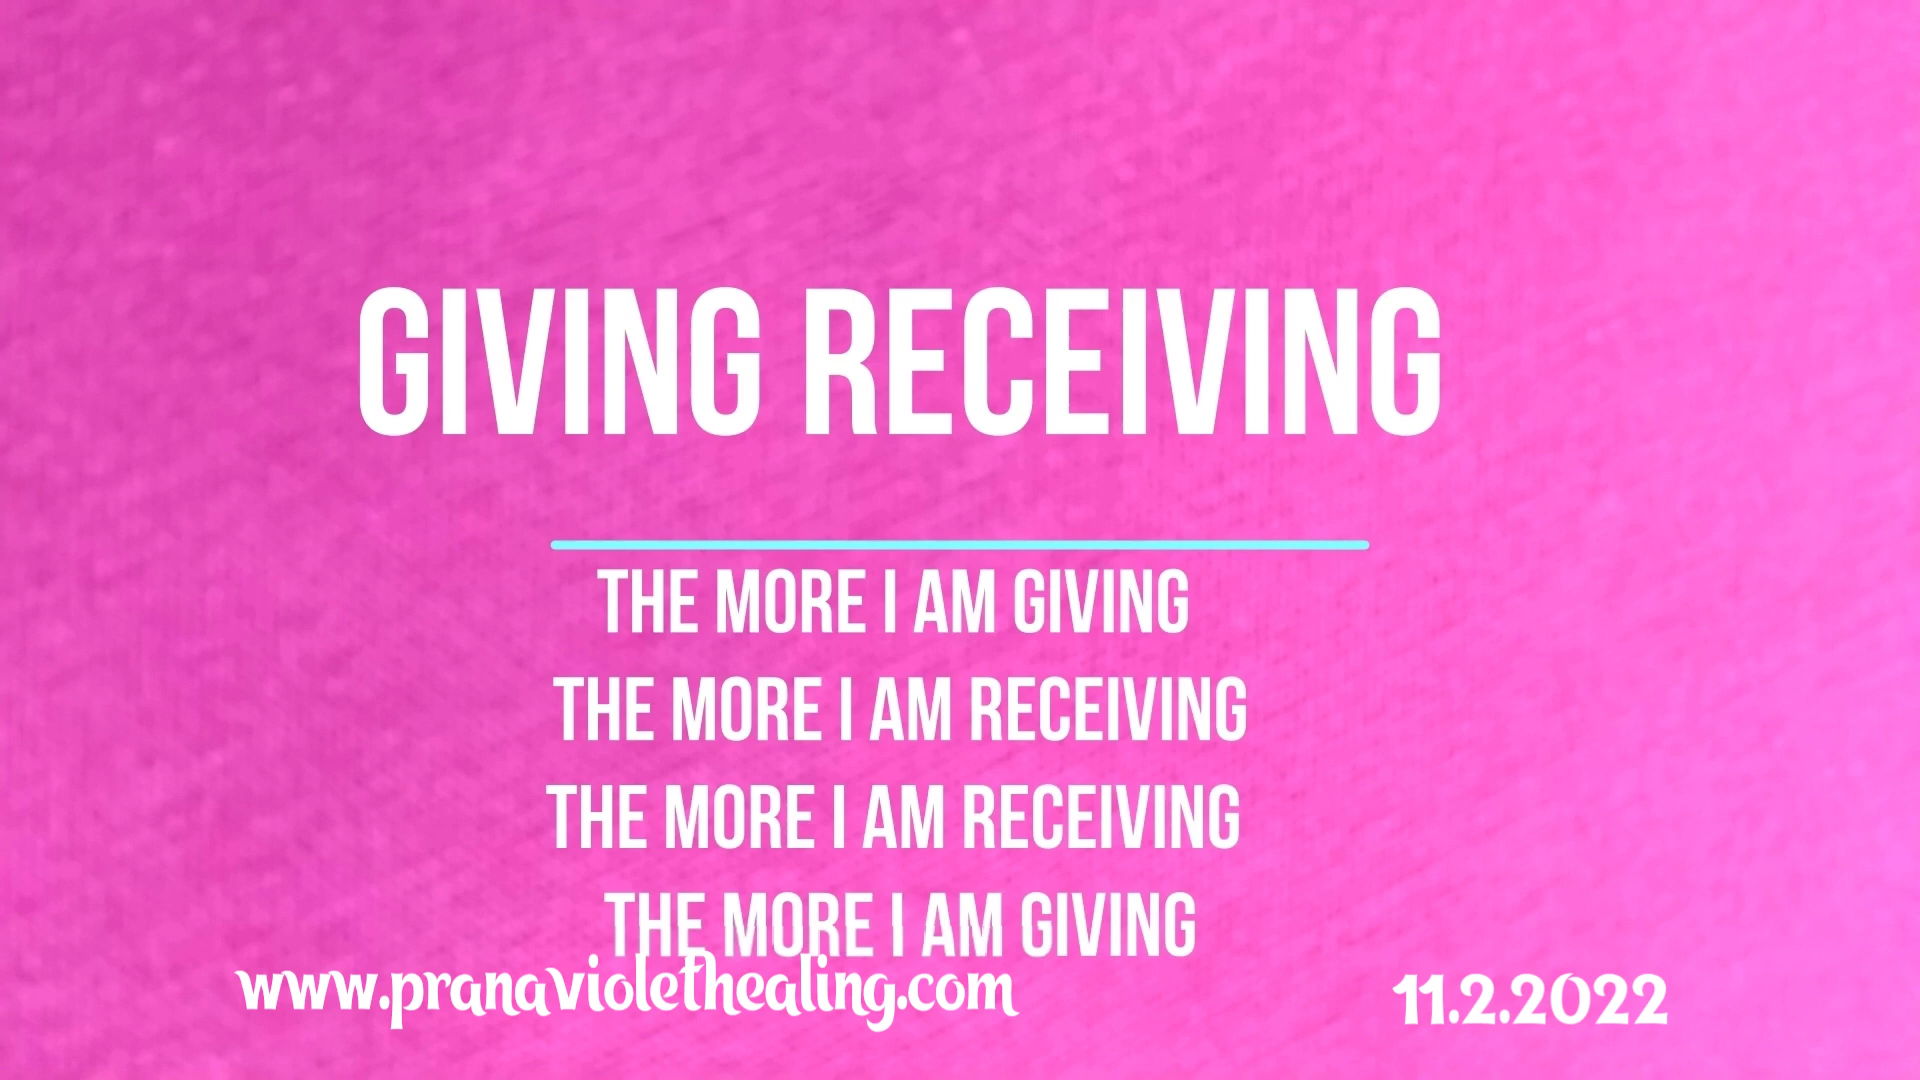 GIVING RECEIVING
THE MORE I AM GIVING
THE MORE I AM RECEIVING
THE MORE I AM RECEIVING
THE MORE I AM GIVING
www.pranaviolethealing.com
11.2.2022